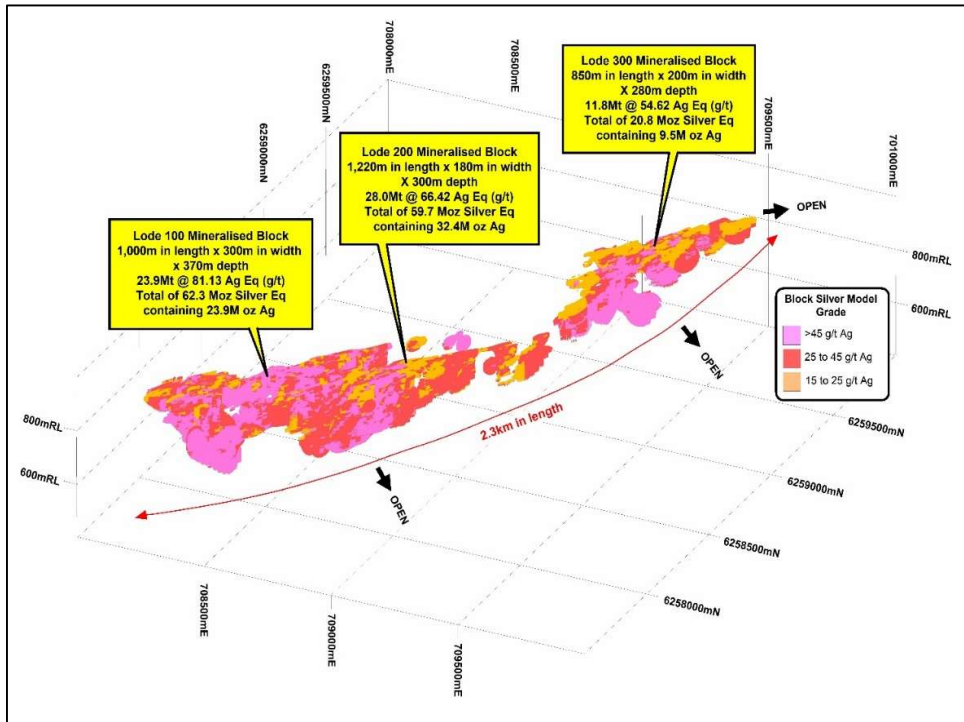 708000mE
708500mE
6259500mN
6259000mN
Lode 300 Mineralised Block
850m in length x 200m in width
X 280m depth
11.8Mt @ 54.62 Ag Eq (g/t)
Total of 20.8 Moz Silver Eq
containing 9.5M oz Ag
709500mE
701000mE
Lode 200 Mineralised Block
1,220m in length x 180m in width
X 300m depth
28.0Mt @ 66.42 Ag Eq (g/t)
Total of 59.7 Moz Silver Eq
containing 32.4M oz Ag
Lode 100 Mineralised Block
1,000m in length x 300m in width
x 370m depth
23.9Mt @ 81.13 Ag Eq (g/t)
Total of 62.3 Moz Silver Eq
containing 23.9M oz Ag
OPEN
800mRL
600mRL
Block Silver Model
Grade
>45 g/t Ag
25 to 45 g/t Ag
15 to 25 g/t Ag
OPEN
2.3km in length
800mRL
600mRL
OPEN
6259500mN
6259000mN
6258500mN
6258000mN
708500mE
709000mE
709500mE